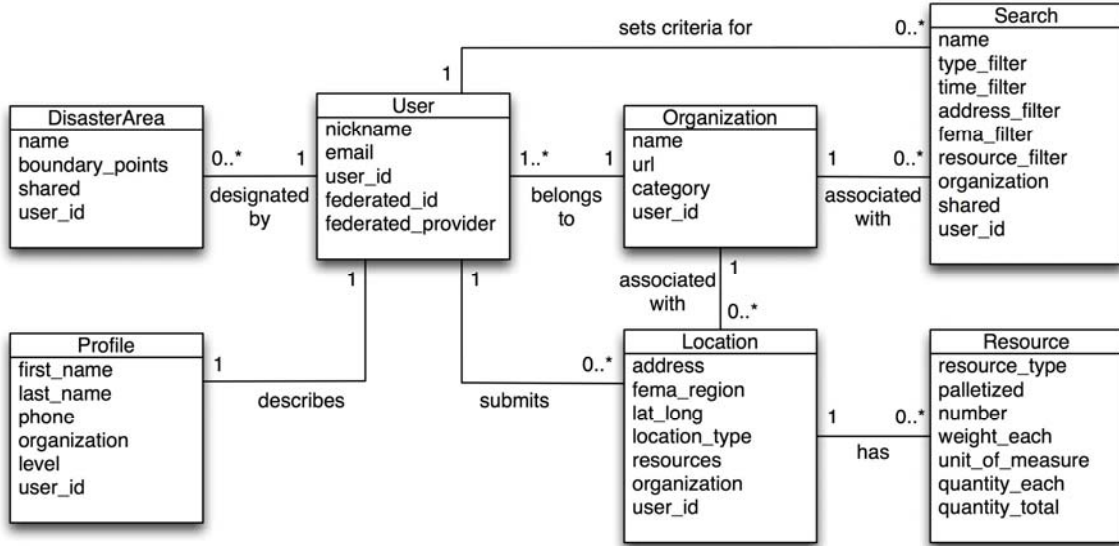 sets criteria for
1
0..*
Search
name
type_filter
time_filter
address_filter
fema_filter
resource_filter
organization
shared
user_id
DisasterArea
name
boundary_points
shared
user_id
0..*
1
designated
by
User
nickname
email
user_id
federated_id
federated_provider
1..*
1
belongs
to
Organization
name
url
category
user_id
1
0..*
associated
with
1
1
describes
1
0..*
submits
associated
with
1
0..*
Profile
first_name
last_name
phone
organization
level
user_id
Location
address
fema_region
lat_long
location_type
resources
organization
user_id
1
0..*
has
Resource
resource_type
palletized
number
weight_each
unit_of_measure
quantity_each
quantity_total